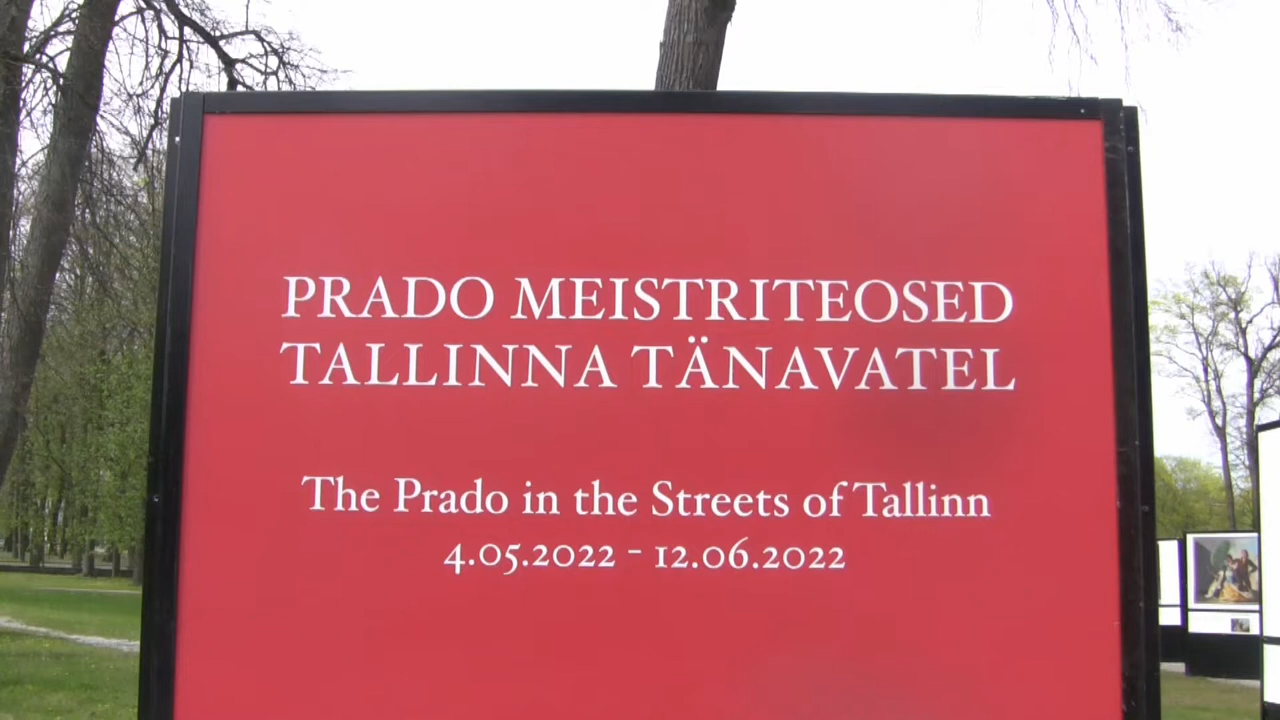 PRADO MEISTRITEOSED
TALLINNA TÄNAVATEL
The Prado in the Streets of Tallinn
4.05.2022 - 12.06.2022